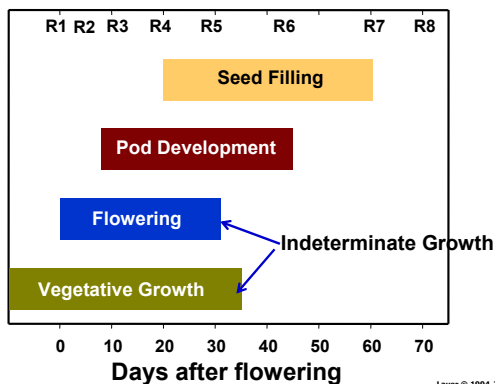 R1 R2 R3 R4 R5 R6 R7 R8
Seed Filling
Pod Development
Flowering
Indeterminate Growth
Vegetative Growth
0 10 20 30 40 50 60 70
Days after flowering
© 1994